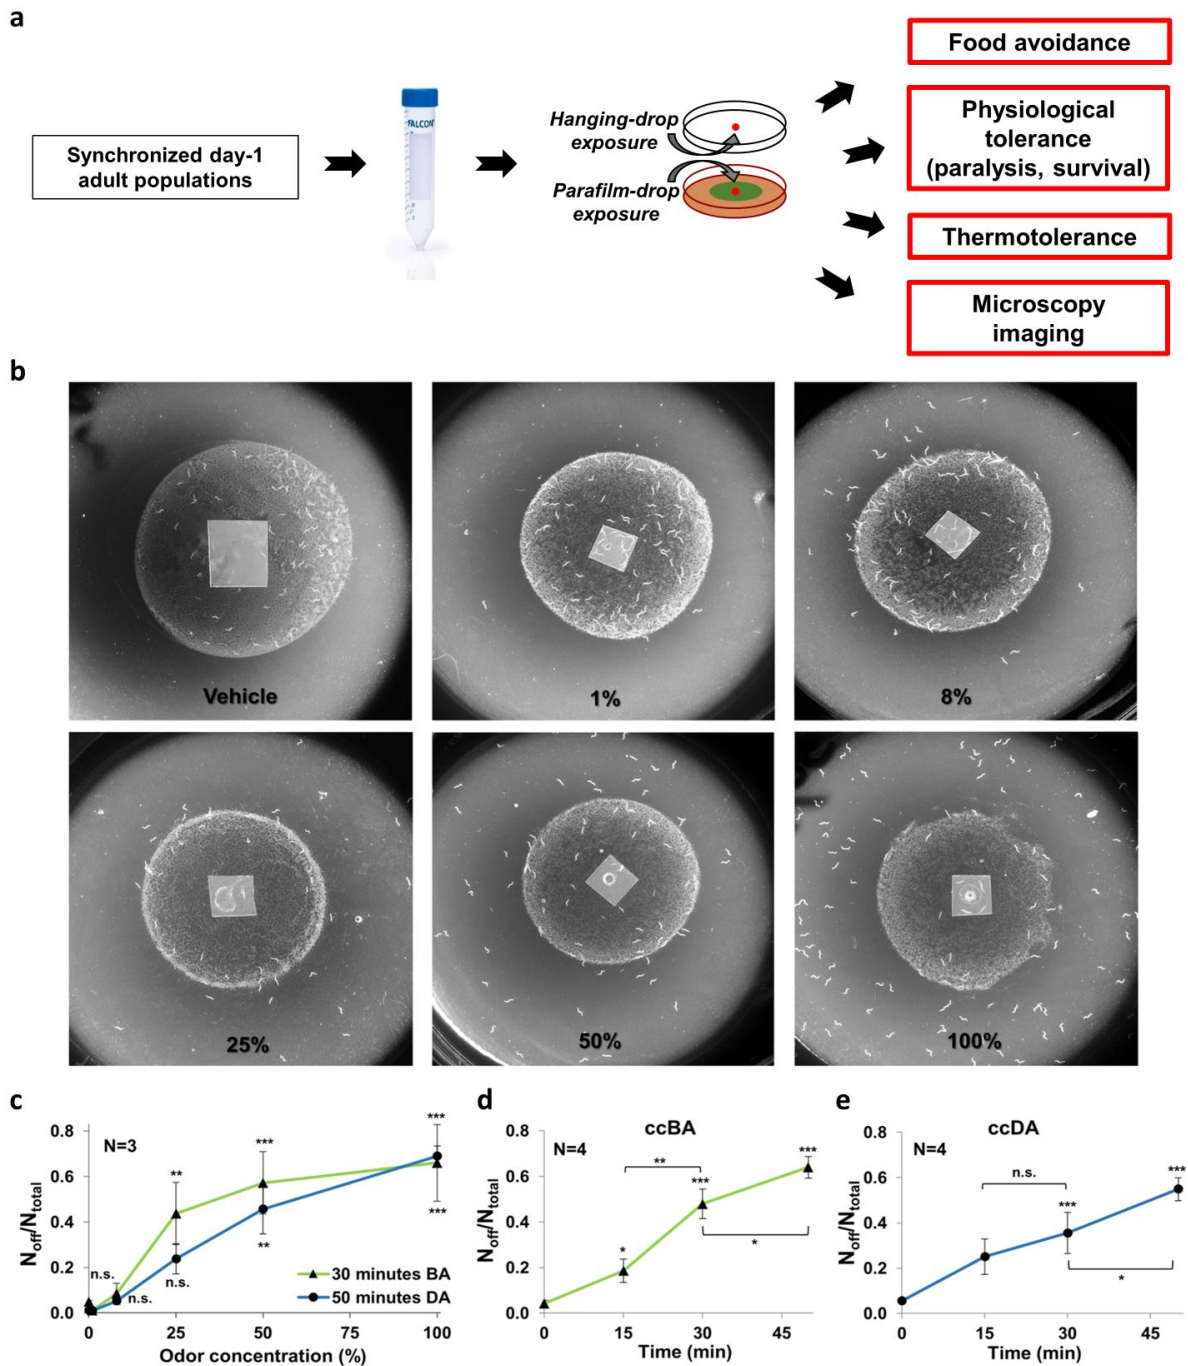 a
Synchronized day-1
adult populations
FALCON
Hanging-drop
exposure
Parafilm-drop
exposure
Food avoidance
Physiological
tolerance
(paralysis, survival)
Thermotolerance
Microscopy
imaging
b
Vehicle
1%
8%
25%
50%
100%
c
N=3
0.8
0.6
0.4
0.2
0.0
Noff/Ntotal
n.s.
n.s.
**
n.s.
***
**
***
***
30 minutes BA
50 minutes DA
0
25
50
75
100
Odor concentration (%)
d
ccBA
N=4
0.8
0.6
0.4
0.2
0.0
Noff/Ntotal
*
**
***
*
***
0
15
30
45
Time (min)
e
ccDA
N=4
0.8
0.6
0.4
0.2
0.0
Noff/Ntotal
n.s.
***
*
***
0
15
30
45
Time (min)